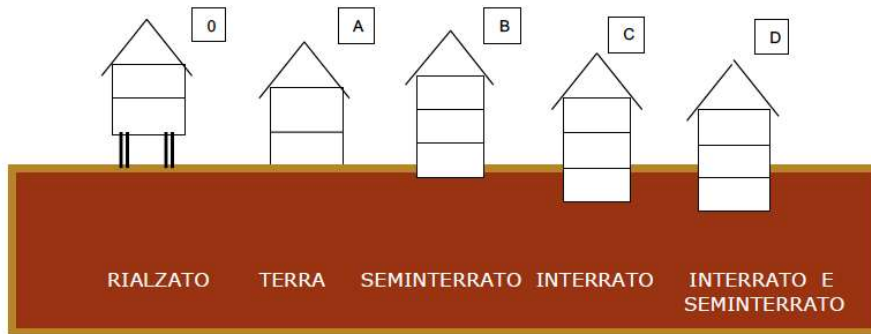 0
A
B
C
D
RIALZATO
TERRA
SEMINTERRATO
INTERRATO
INTERRATO E
SEMINTERRATO